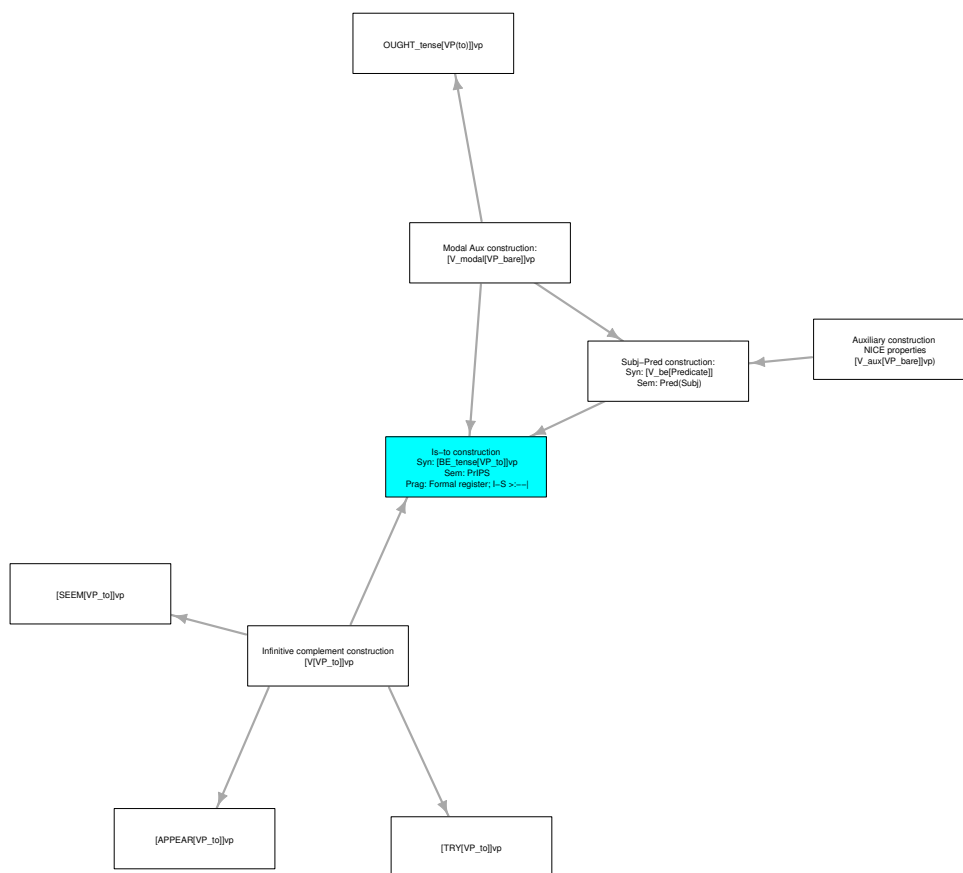 OUGHT_tense[VP(to)]]vp
Modal Aux construction:
[V_modal[VP_bare]]vp
Auxiliary construction
NICE properties
[V_aux[VP_bare]]vp)
Subj−Pred construction:
Syn: [V_be[Predicate]]
Sem: Pred(Subj)
Is−to construction
Syn: [BE_tense[VP_to]]vp
Sem: PrIPS
Prag: Formal register; I−S >:−−|
[SEEM[VP_to]]vp
Infinitive complement construction
[V[VP_to]]vp
[APPEAR[VP_to]]vp
[TRY[VP_to]]vp